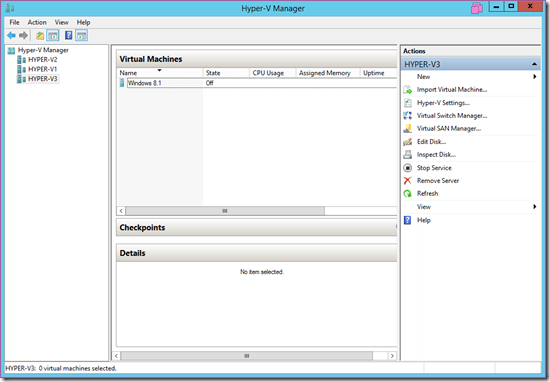 Hyper-V Manager
File Action View Help
Hyper-V Manager
HYPER-V2
HYPER-V1
HYPER-V3
Virtual Machines
Name State CPU Usage Assigned Memory Uptime
Windows 8.1 Off
Checkpoints
Details
No item selected.
Actions
HYPER-V3
New
Import Virtual Machine...
Hyper-V Settings...
Virtual Switch Manager...
Virtual SAN Manager...
Edit Disk...
Inspect Disk...
Stop Service
Remove Server
Refresh
View
Help
HYPER-V3: 0 virtual machines selected.